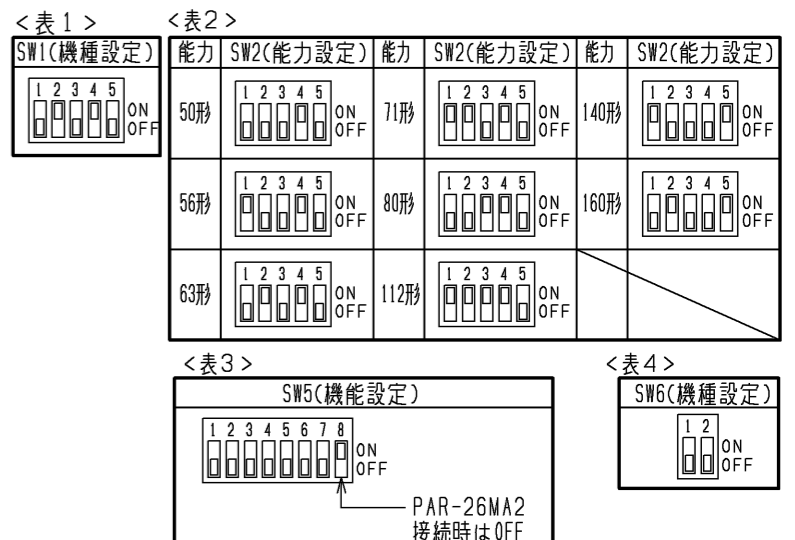 <表1>
<表2>
SW1(機種設定)
能力 SW2(能力設定) 能力 SW2(能力設定) 能力 SW2(能力設定)
1 2 3 4 5
ON
OFF
50形 1 2 3 4 5 ON OFF 71形 1 2 3 4 5 ON OFF 140形 1 2 3 4 5 ON OFF
56形 1 2 3 4 5 ON OFF 80形 1 2 3 4 5 ON OFF 160形 1 2 3 4 5 ON OFF
63形 1 2 3 4 5 ON OFF 112形 1 2 3 4 5 ON OFF
<表3>
SW5(機能設定)
1 2 3 4 5 6 7 8
ON
OFF
PAR-26MA2
接続時はOFF
<表4>
SW6(機種設定)
1 2
ON
OFF